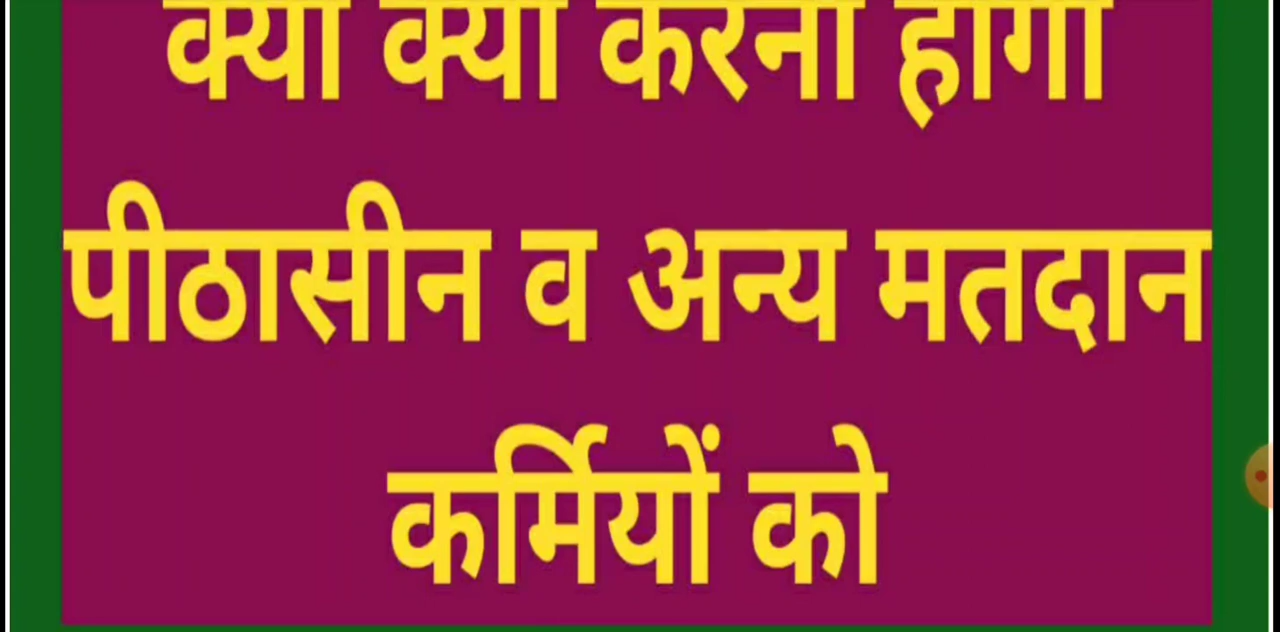 क्या क्या करना होगा
पीठासीन व अन्य मतदान
कर्मियों को